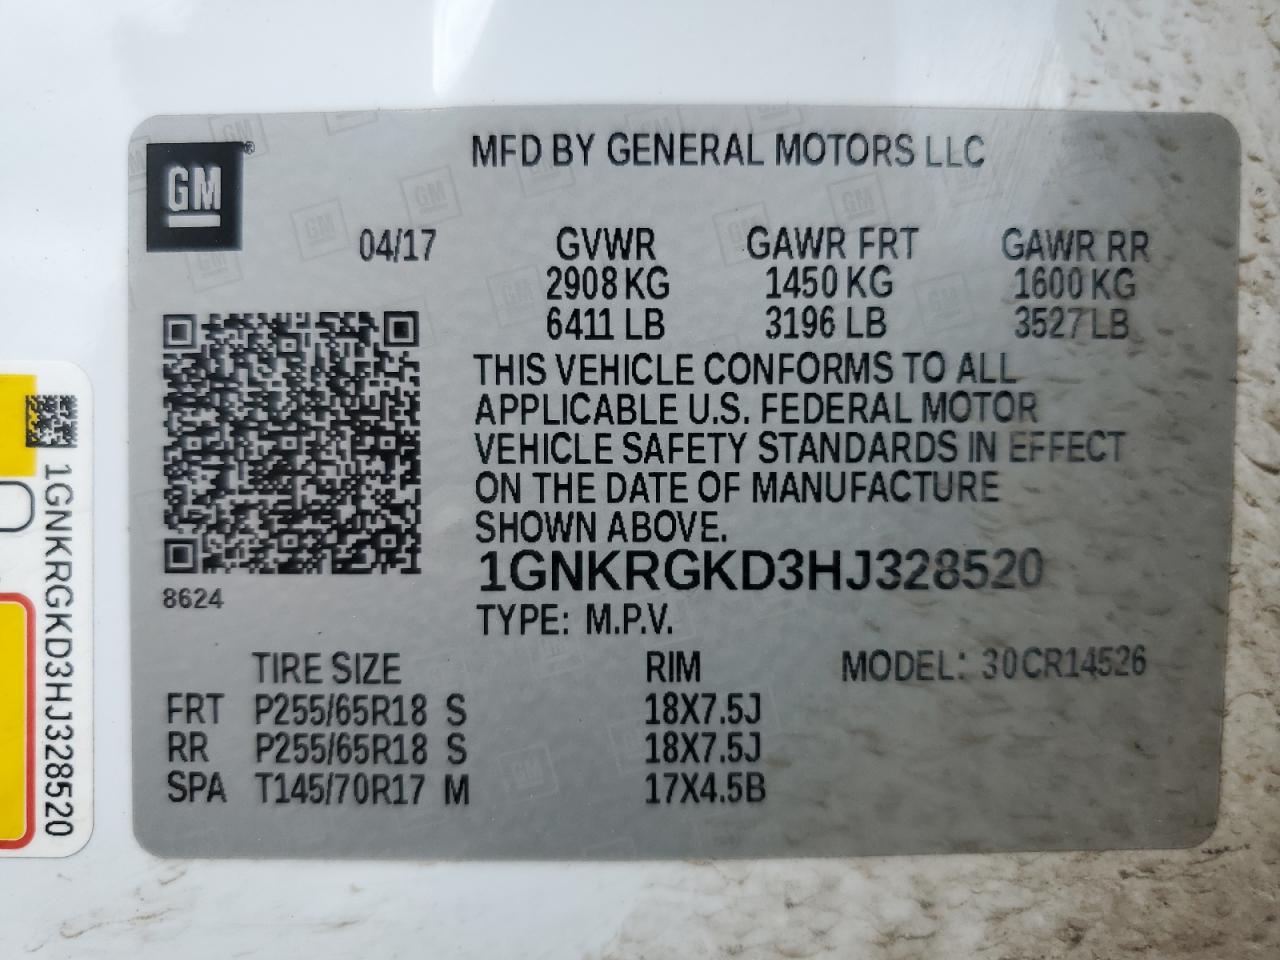 GM
MFD BY GENERAL MOTORS LLC
04/17 GVWR GAWR FRT GAWR RR
2908 KG 1450 KG 1600 KG
6411 LB 3196 LB 3527 LB
THIS VEHICLE CONFORMS TO ALL
APPLICABLE U.S. FEDERAL MOTOR
VEHICLE SAFETY STANDARDS IN EFFECT
ON THE DATE OF MANUFACTURE
SHOWN ABOVE.
1GNKRGKD3HJ328520
8624
TYPE: M.P.V.
TIRE SIZE RIM MODEL: 30CR14526
FRT P255/65R18 S 18X7.5J
RR P255/65R18 S 18X7.5J
SPA T145/70R17 M 17X4.5B
1GNKRGKD3HJ328520